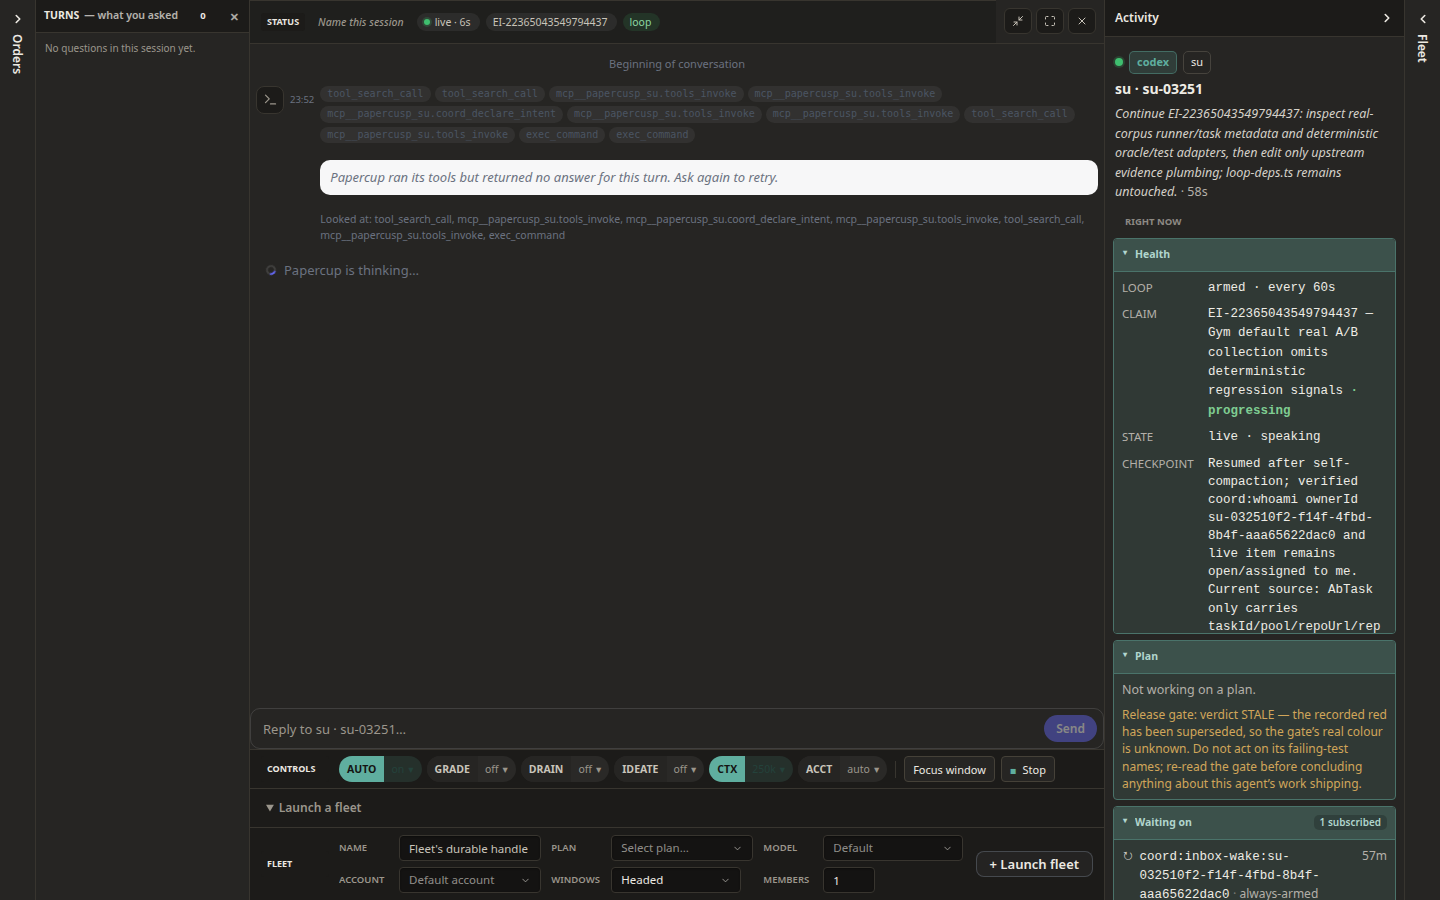 Orders
TURNS — what you asked 0 ×
No questions in this session yet.
STATUS Name this session live · 6s EI-22365043549794437 loop
Beginning of conversation
23:52 tool_search_call tool_search_call mcp__papercusp_su.tools_invoke mcp__papercusp_su.tools_invoke
mcp__papercusp_su.coord_declare_intent mcp__papercusp_su.tools_invoke mcp__papercusp_su.tools_invoke tool_search_call
mcp__papercusp_su.tools_invoke exec_command exec_command
Papercup ran its tools but returned no answer for this turn. Ask again to retry.
Looked at: tool_search_call, mcp__papercusp_su.tools_invoke, mcp__papercusp_su.coord_declare_intent, mcp__papercusp_su.tools_invoke, tool_search_call,
mcp__papercusp_su.tools_invoke, exec_command
Papercup is thinking...
Reply to su · su-03251...
Send
CONTROLS AUTO on ▾ GRADE off ▾ DRAIN off ▾ IDEATE off ▾ CTX 250k ▾ ACCT auto ▾ Focus window Stop
▼ Launch a fleet
FLEET
NAME Fleet's durable handle PLAN Select plan... MODEL Default
ACCOUNT Default account WINDOWS Headed MEMBERS 1
+ Launch fleet
Activity
codex su
su · su-03251
Continue EI-22365043549794437: inspect real-
corpus runner/task metadata and deterministic
oracle/test adapters, then edit only upstream
evidence plumbing; loop-deps.ts remains
untouched. · 58s
RIGHT NOW
▾ Health
LOOP armed · every 60s
CLAIM EI-22365043549794437 —
Gym default real A/B
collection omits
deterministic
regression signals ·
progressing
STATE live · speaking
CHECKPOINT Resumed after self-
compaction; verified
coord:whoami ownerId
su-032510f2-f14f-4fbd-
8b4f-aaa65622dac0 and
live item remains
open/assigned to me.
Current source: AbTask
only carries
taskId/pool/repoUrl/rep
▾ Plan
Not working on a plan.
Release gate: verdict STALE — the recorded red
has been superseded, so the gate's real colour
is unknown. Do not act on its failing-test
names; re-read the gate before concluding
anything about this agent's work shipping.
▾ Waiting on 1 subscribed
↻ coord:inbox-wake:su- 57m
032510f2-f14f-4fbd-8b4f-
aaa65622dac0 · always-armed
Fleet